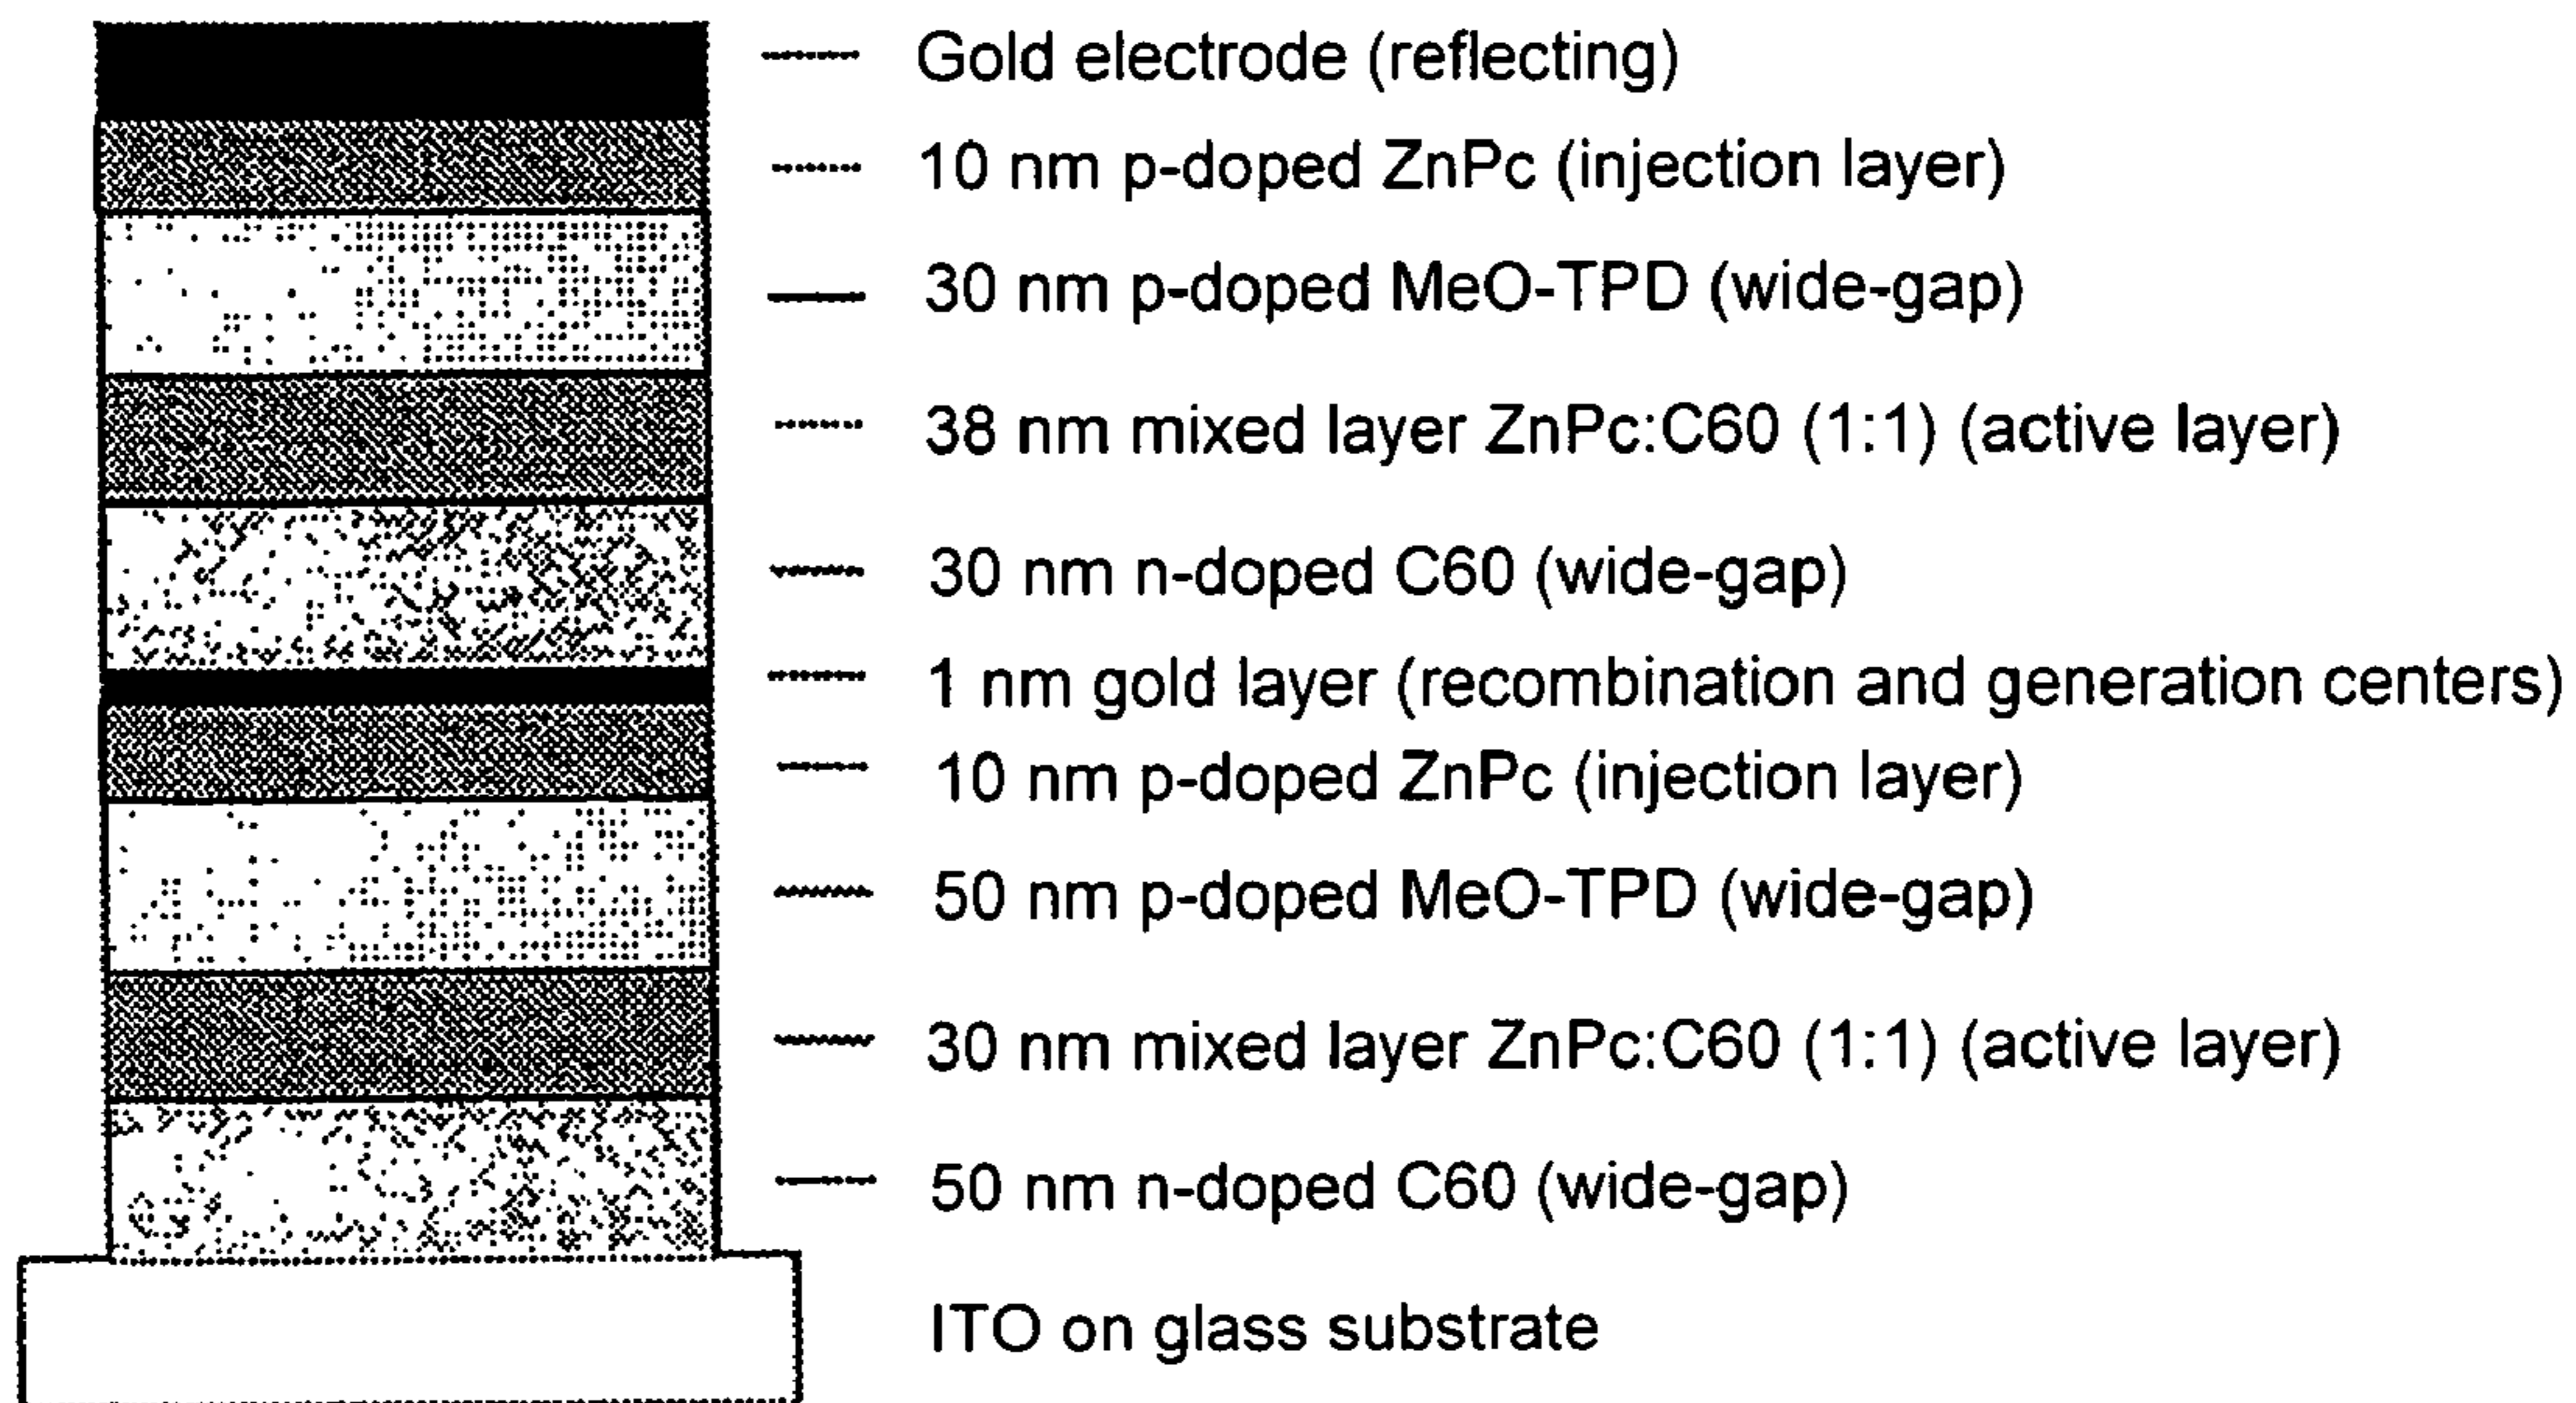 Gold electrode (reflecting)
10 nm p-doped ZnPc (injection layer)
30 nm p-doped MeO-TPD (wide-gap)
38 nm mixed layer ZnPc:C60 (1:1) (active layer)
30 nm n-doped C60 (wide-gap)
1 nm gold layer (recombination and generation centers)
10 nm p-doped ZnPc (injection layer)
50 nm p-doped MeO-TPD (wide-gap)
30 nm mixed layer ZnPc:C60 (1:1) (active layer)
50 nm n-doped C60 (wide-gap)
ITO on glass substrate